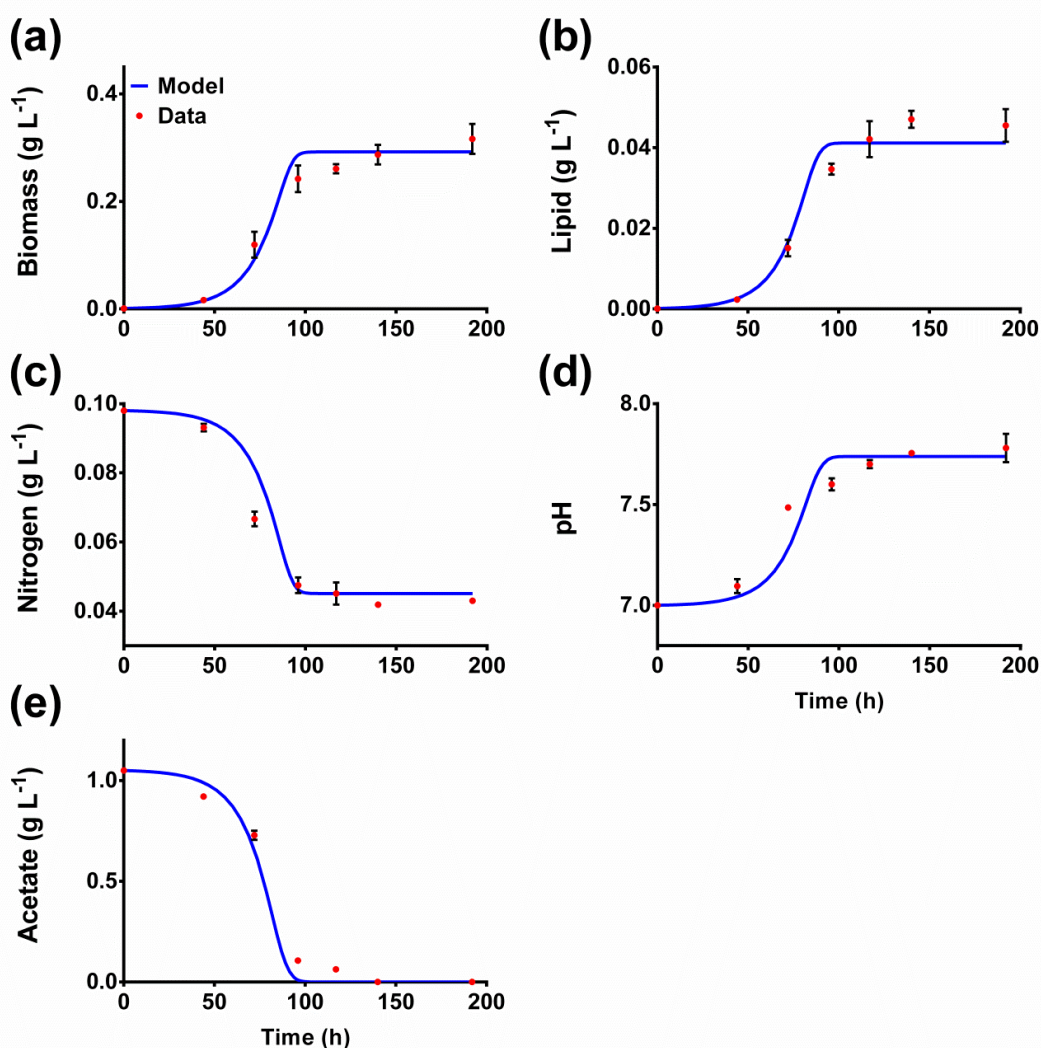 (a)
Biomass (g L⁻¹)
0.4
0.2
0.0
0 50 100 150 200
Model
Data
(b)
Lipid (g L⁻¹)
0.06
0.04
0.02
0.00
0 50 100 150 200
(c)
Nitrogen (g L⁻¹)
0.10
0.08
0.06
0.04
0 50 100 150 200
(d)
pH
8.0
7.5
7.0
0 50 100 150 200
Time (h)
(e)
Acetate (g L⁻¹)
1.0
0.5
0.0
0 50 100 150 200
Time (h)